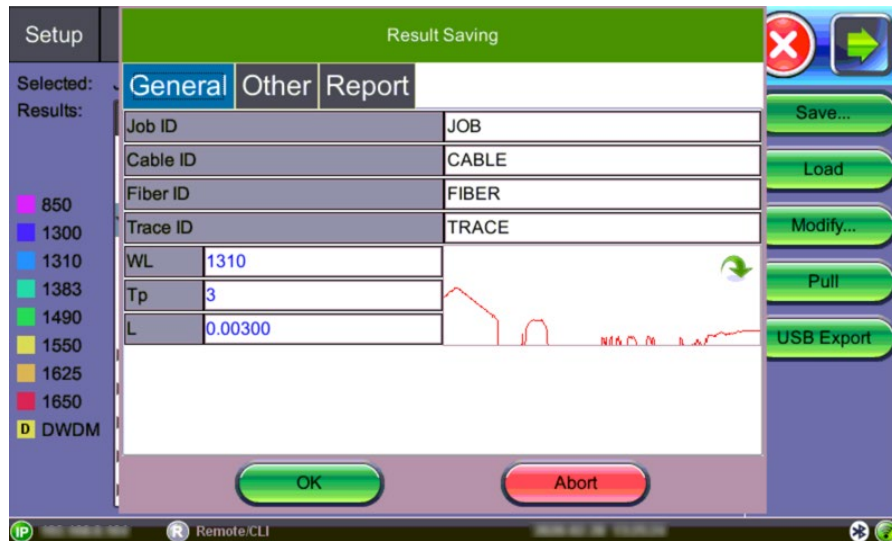 Setup
Result Saving
Selected:
Results:
General Other Report
Job ID JOB
Cable ID CABLE
Fiber ID FIBER
Trace ID TRACE
WL 1310
Tp 3
L 0.00300
850
1300
1310
1383
1490
1550
1625
1650
D DWDM
OK
Abort
Save...
Load
Modify...
Pull
USB Export
IP
R Remote/CLI